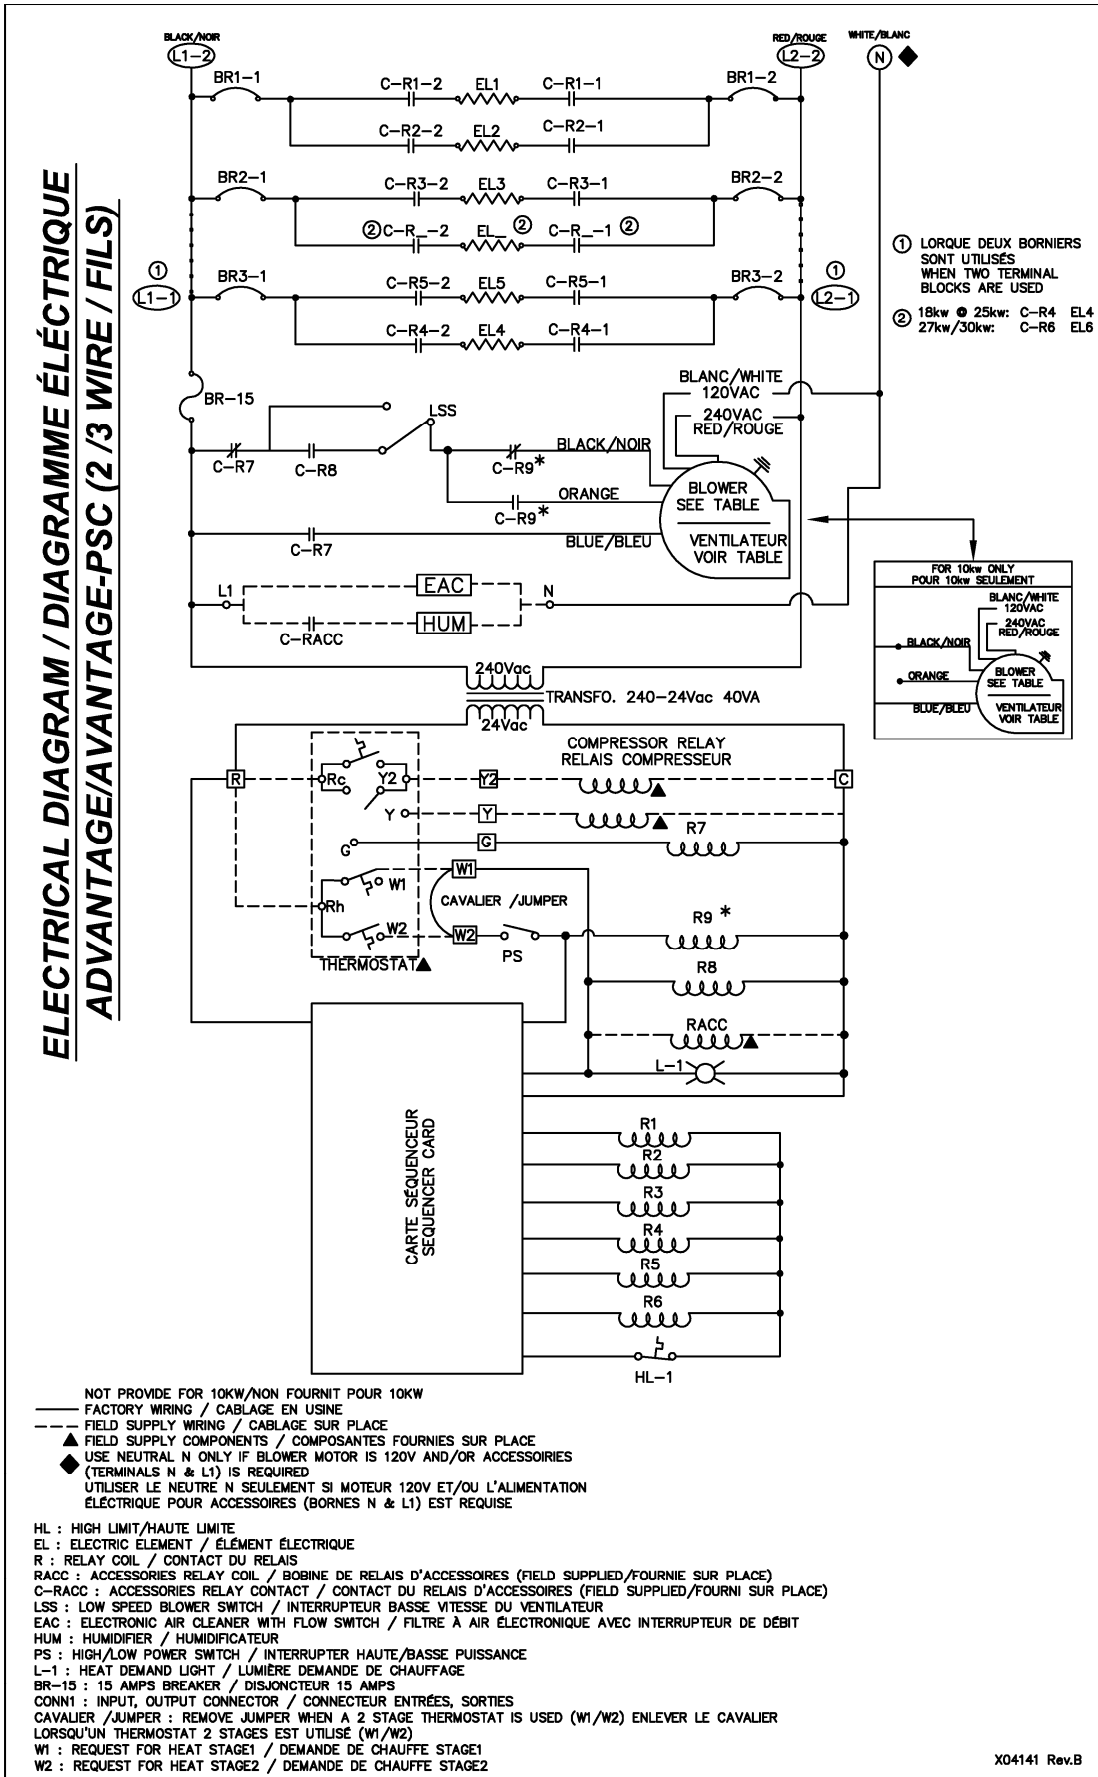 ELECTRICAL DIAGRAM / DIAGRAMME ÉLÉCTRIQUE
ADVANTAGE/AVANTAGE-PSC (2 /3 WIRE / FILS)
BLACK/NOIR
L1-2
RED/ROUGE
L2-2
WHITE/BLANC
N
BR1-1
C-R1-2
EL1
C-R1-1
BR1-2
C-R2-2
EL2
C-R2-1
BR2-1
C-R3-2
EL3
C-R3-1
BR2-2
2 C-R_-2
EL_ 2
C-R_-1 2
1
L1-1
BR3-1
C-R5-2
EL5
C-R5-1
BR3-2
1
L2-1
C-R4-2
EL4
C-R4-1
1 LORQUE DEUX BORNIERS
SONT UTILISÉS
WHEN TWO TERMINAL
BLOCKS ARE USED
2 18kw @ 25kw: C-R4 EL4
27kw/30kw: C-R6 EL6
BR-15
LSS
BLANC/WHITE
120VAC
240VAC
RED/ROUGE
C-R7
C-R8
C-R9*
BLACK/NOIR
C-R9*
ORANGE
C-R7
BLUE/BLEU
BLOWER
SEE TABLE
VENTILATEUR
VOIR TABLE
L1
EAC
N
C-RACC
HUM
FOR 10kw ONLY
POUR 10kw SEULEMENT
BLANC/WHITE
120VAC
240VAC
RED/ROUGE
BLACK/NOIR
ORANGE
BLUE/BLEU
BLOWER
SEE TABLE
VENTILATEUR
VOIR TABLE
240Vac
TRANSFO. 240-24Vac 40VA
24Vac
COMPRESSOR RELAY
RELAIS COMPRESSEUR
R
Rc
Y2
Y2
C
Y
Y
G
G
R7
W1
W1
CAVALIER /JUMPER
Rh
W2
W2
PS
R9 *
THERMOSTAT
R8
RACC
L-1
CARTE SÉQUENCEUR
SEQUENCER CARD
R1
R2
R3
R4
R5
R6
HL-1
NOT PROVIDE FOR 10KW/NON FOURNIT POUR 10KW
FACTORY WIRING / CABLAGE EN USINE
FIELD SUPPLY WIRING / CABLAGE SUR PLACE
FIELD SUPPLY COMPONENTS / COMPOSANTES FOURNIES SUR PLACE
USE NEUTRAL N ONLY IF BLOWER MOTOR IS 120V AND/OR ACCESSOIRIES
(TERMINALS N & L1) IS REQUIRED
UTILISER LE NEUTRE N SEULEMENT SI MOTEUR 120V ET/OU L'ALIMENTATION
ÉLECTRIQUE POUR ACCESSOIRES (BORNES N & L1) EST REQUISE
HL : HIGH LIMIT/HAUTE LIMITE
EL : ELECTRIC ELEMENT / ÉLÉMENT ÉLECTRIQUE
R : RELAY COIL / CONTACT DU RELAIS
RACC : ACCESSORIES RELAY COIL / BOBINE DE RELAIS D'ACCESSOIRES (FIELD SUPPLIED/FOURNIE SUR PLACE)
C-RACC : ACCESSORIES RELAY CONTACT / CONTACT DU RELAIS D'ACCESSOIRES (FIELD SUPPLIED/FOURNI SUR PLACE)
LSS : LOW SPEED BLOWER SWITCH / INTERRUPTEUR BASSE VITESSE DU VENTILATEUR
EAC : ELECTRONIC AIR CLEANER WITH FLOW SWITCH / FILTRE À AIR ÉLECTRONIQUE AVEC INTERRUPTEUR DE DÉBIT
HUM : HUMIDIFIER / HUMIDIFICATEUR
PS : HIGH/LOW POWER SWITCH / INTERRUPTER HAUTE/BASSE PUISSANCE
L-1 : HEAT DEMAND LIGHT / LUMIÈRE DEMANDE DE CHAUFFAGE
BR-15 : 15 AMPS BREAKER / DISJONCTEUR 15 AMPS
CONN1 : INPUT, OUTPUT CONNECTOR / CONNECTEUR ENTRÉES, SORTIES
CAVALIER /JUMPER : REMOVE JUMPER WHEN A 2 STAGE THERMOSTAT IS USED (W1/W2) ENLEVER LE CAVALIER
LORSQU'UN THERMOSTAT 2 STAGES EST UTILISÉ (W1/W2)
W1 : REQUEST FOR HEAT STAGE1 / DEMANDE DE CHAUFFE STAGE1
W2 : REQUEST FOR HEAT STAGE2 / DEMANDE DE CHAUFFE STAGE2
X04141 Rev.B